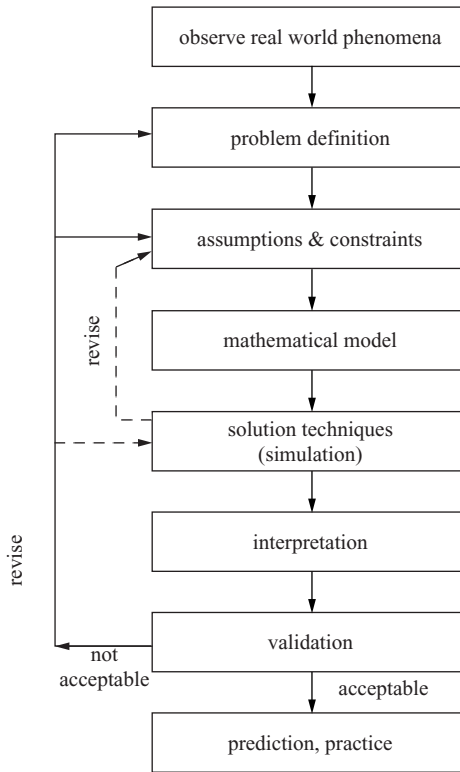 observe real world phenomena
problem definition
assumptions & constraints
revise
mathematical model
solution techniques
(simulation)
interpretation
revise
validation
not
acceptable
acceptable
prediction, practice